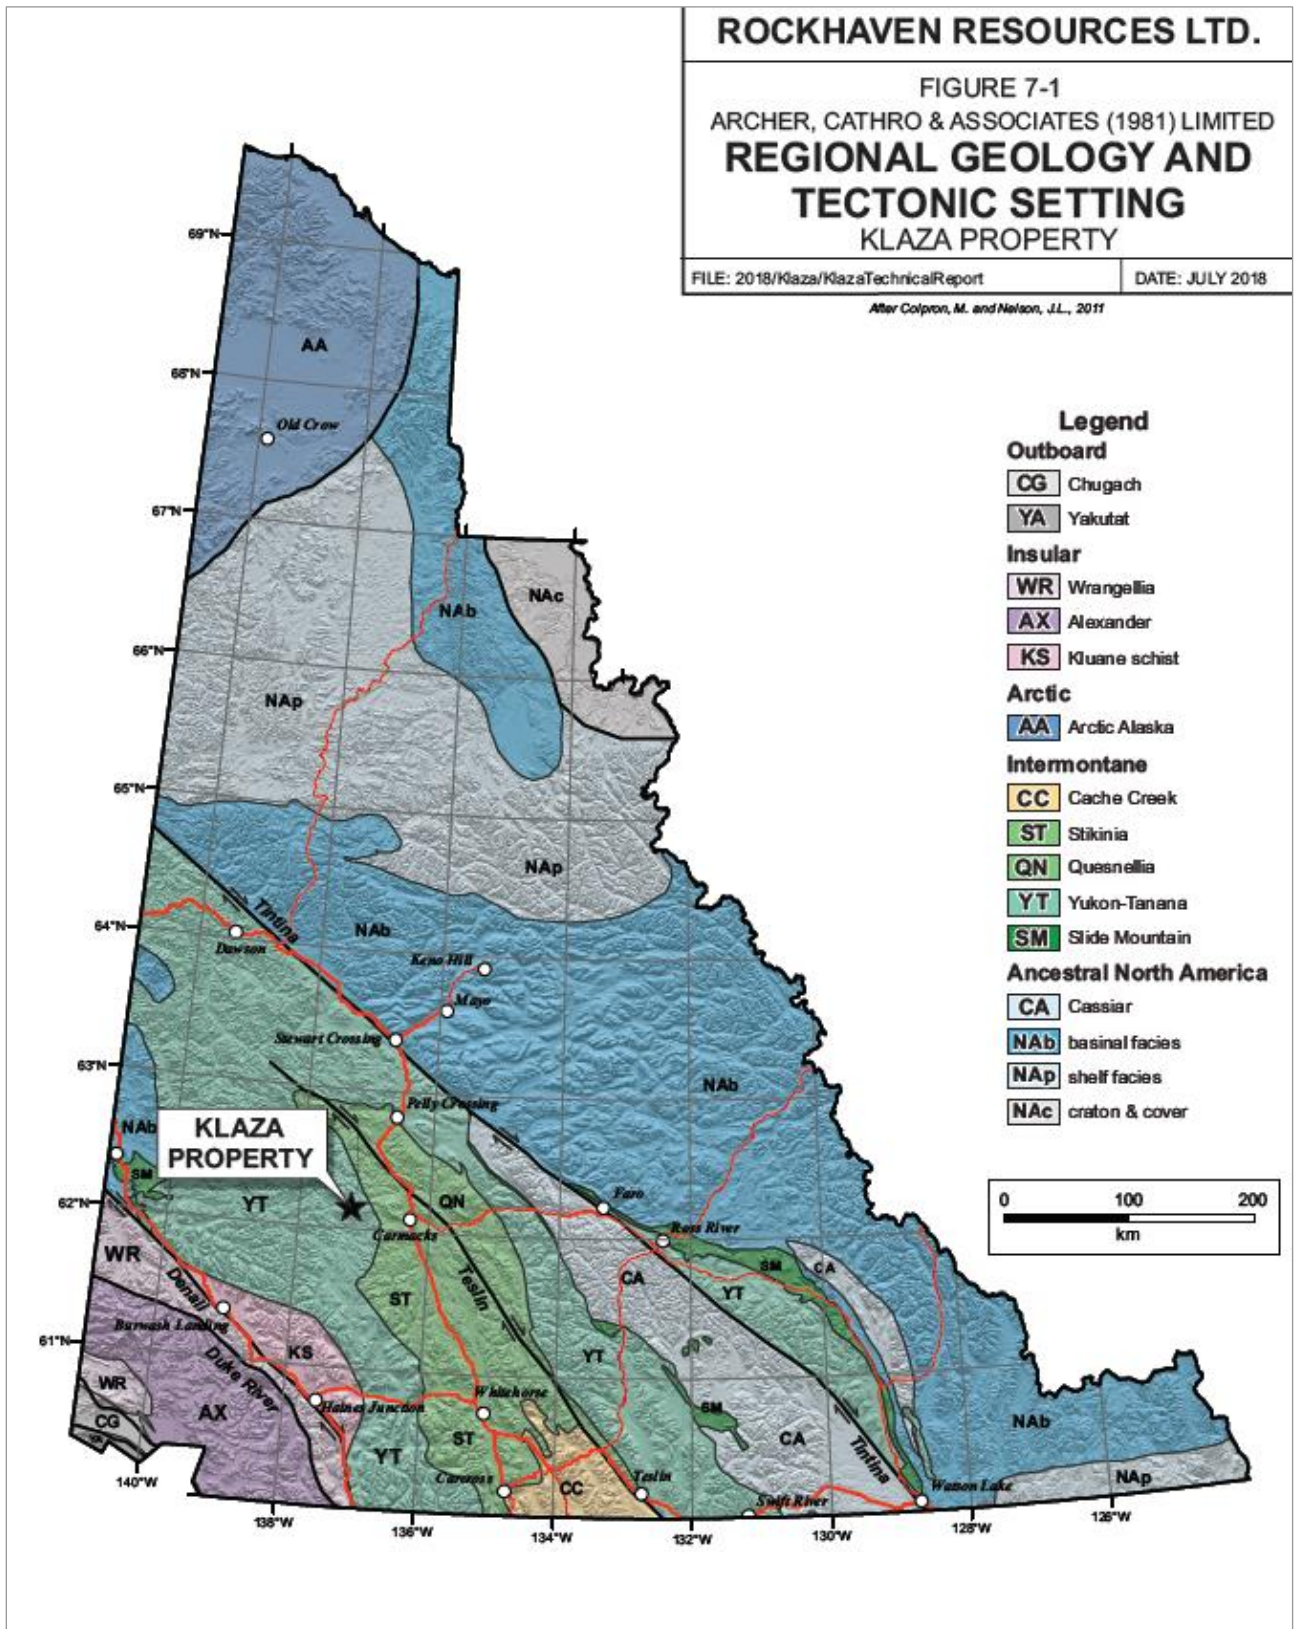 ROCKHAVEN RESOURCES LTD.
FIGURE 7-1
ARCHER, CATHRO & ASSOCIATES (1981) LIMITED
REGIONAL GEOLOGY AND
TECTONIC SETTING
KLAZA PROPERTY
FILE: 2018/Klaza/KlazaTechnicalReport
DATE: JULY 2018
After Colpron, M. and Nelson, J.L., 2011
69°N
AA
68°N
Old Crow
67°N
NAb
NAc
66°N
NAp
65°N
NAp
Tintina
64°N
Dawson
NAb
Keno Hill
Mayo
Stewart Crossing
63°N
NAb
Pelly Crossing
NAb
KLAZA
PROPERTY
SM
YT
QN
Faro
62°N
Carmacks
Ross River
WR
SM
CA
CA
YT
Denali
Teslin
ST
Burwash Landing
61°N
Duke River
KS
YT
WR
Whitehorse
Haines Junction
SM
CG
AX
ST
CA
NAb
YA
YT
Tintina
Carcross
CC
Teslin
Swift River
Watson Lake
NAp
140°W
138°W
136°W
134°W
132°W
130°W
128°W
126°W
Legend
Outboard
CG Chugach
YA Yakutat
Insular
WR Wrangellia
AX Alexander
KS Kluane schist
Arctic
AA Arctic Alaska
Intermontane
CC Cache Creek
ST Stikinia
QN Quesnellia
YT Yukon-Tanana
SM Slide Mountain
Ancestral North America
CA Cassiar
NAb basinal facies
NAp shelf facies
NAc craton & cover
0 100 200
km